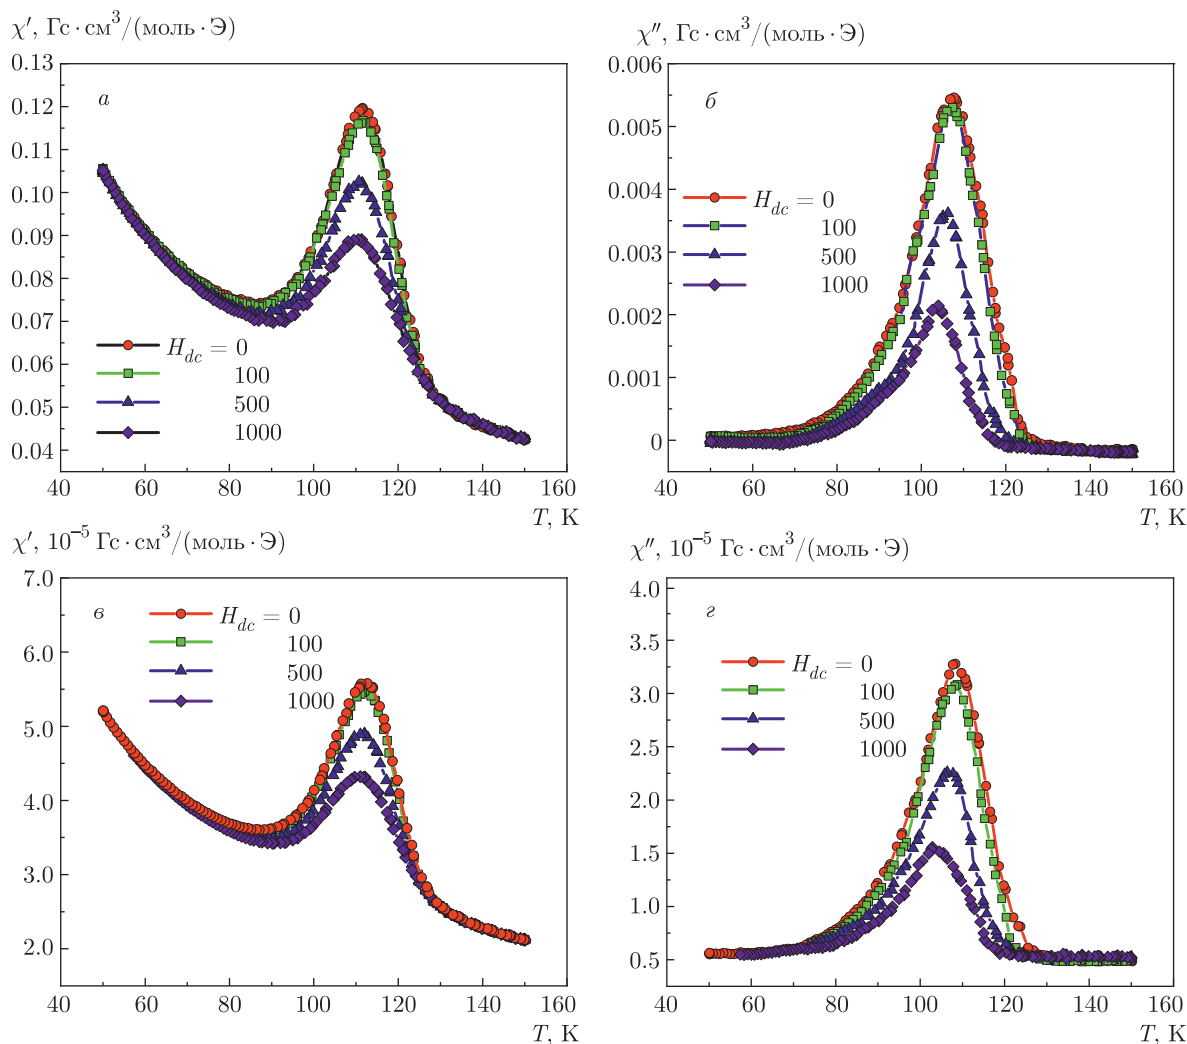 χ′, Гс·см³/(моль·Э)
0.13
0.12
0.11
0.10
0.09
0.08
0.07
0.06
0.05
0.04
а
H_dc = 0
100
500
1000
40 60 80 100 120 140 160
T, K
χ″, Гс·см³/(моль·Э)
0.006
0.005
0.004
0.003
0.002
0.001
0
б
H_dc = 0
100
500
1000
40 60 80 100 120 140 160
T, K
χ′, 10⁻⁵ Гс·см³/(моль·Э)
7.0
6.0
5.0
4.0
3.0
2.0
в
H_dc = 0
100
500
1000
40 60 80 100 120 140 160
T, K
χ″, 10⁻⁵ Гс·см³/(моль·Э)
4.0
3.5
3.0
2.5
2.0
1.5
1.0
0.5
г
H_dc = 0
100
500
1000
40 60 80 100 120 140 160
T, K